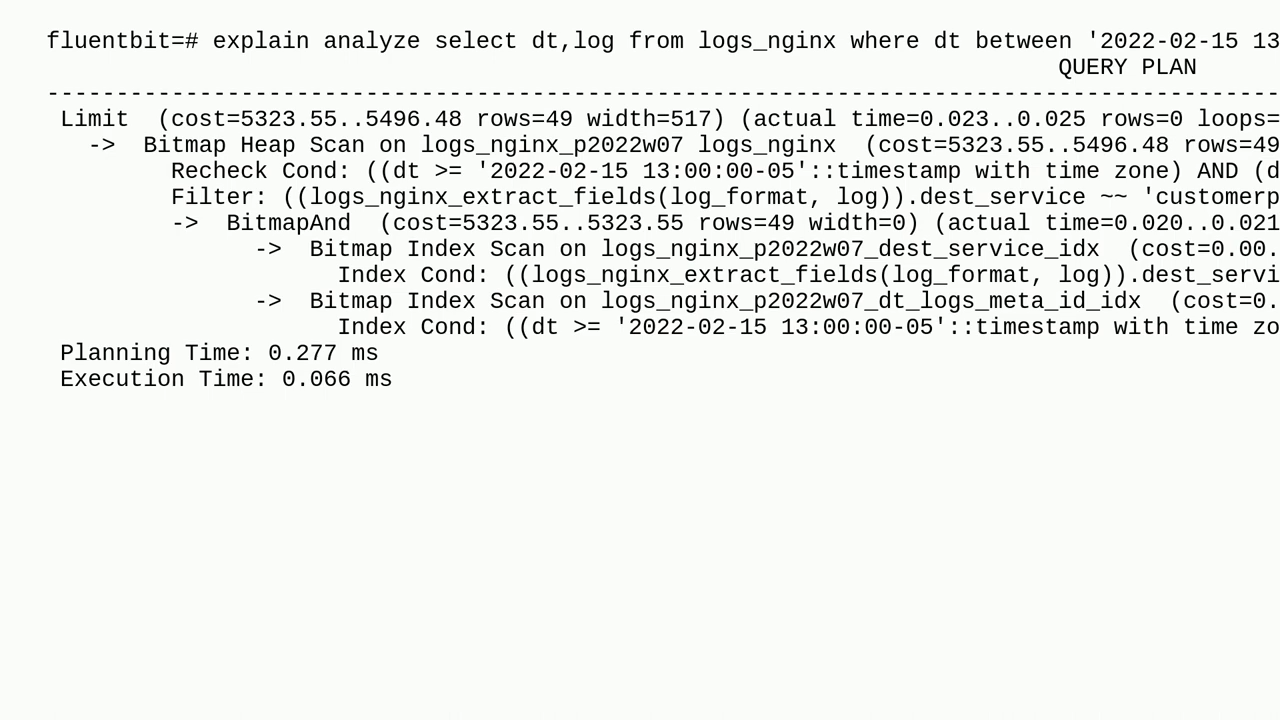 fluentbit=# explain analyze select dt,log from logs_nginx where dt between '2022-02-15 13
QUERY PLAN
-----------------------------------------------------------------------------------------
Limit  (cost=5323.55..5496.48 rows=49 width=517) (actual time=0.023..0.025 rows=0 loops=
->  Bitmap Heap Scan on logs_nginx_p2022w07 logs_nginx  (cost=5323.55..5496.48 rows=49
Recheck Cond: ((dt >= '2022-02-15 13:00:00-05'::timestamp with time zone) AND (d
Filter: ((logs_nginx_extract_fields(log_format, log)).dest_service ~~ 'customerp
->  BitmapAnd  (cost=5323.55..5323.55 rows=49 width=0) (actual time=0.020..0.021
->  Bitmap Index Scan on logs_nginx_p2022w07_dest_service_idx  (cost=0.00.
Index Cond: ((logs_nginx_extract_fields(log_format, log)).dest_servi
->  Bitmap Index Scan on logs_nginx_p2022w07_dt_logs_meta_id_idx  (cost=0.
Index Cond: ((dt >= '2022-02-15 13:00:00-05'::timestamp with time zo
Planning Time: 0.277 ms
Execution Time: 0.066 ms